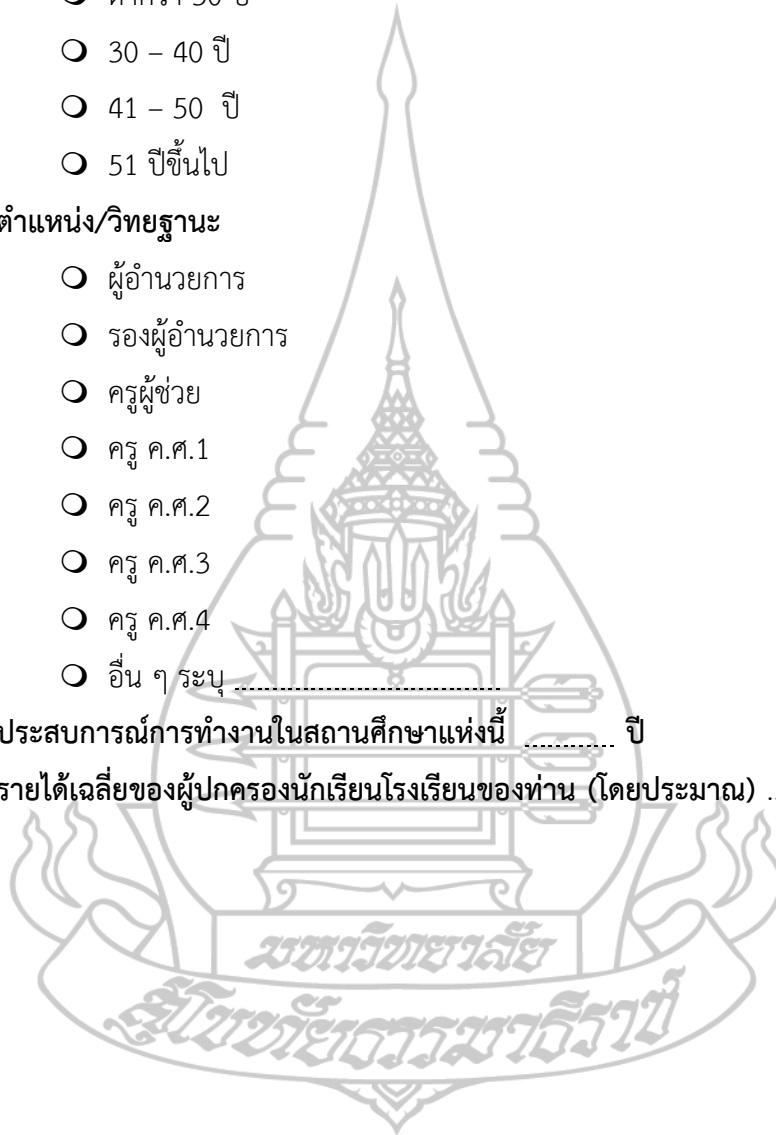 ต่ำกว่า 30 ปี
30 – 40 ปี
41 – 50 ปี
51 ปีขึ้นไป
ตำแหน่ง/วิทยฐานะ
ผู้อำนวยการ
รองผู้อำนวยการ
ครูผู้ช่วย
ครู ค.ศ.1
ครู ค.ศ.2
ครู ค.ศ.3
ครู ค.ศ.4
อื่น ๆ ระบุ ..............................
ประสบการณ์การทำงานในสถานศึกษาแห่งนี้ .......... ปี
รายได้เฉลี่ยของผู้ปกครองนักเรียนโรงเรียนของท่าน (โดยประมาณ) ..
มหาวิทยาลัย
สุโขทัยธรรมาธิราช